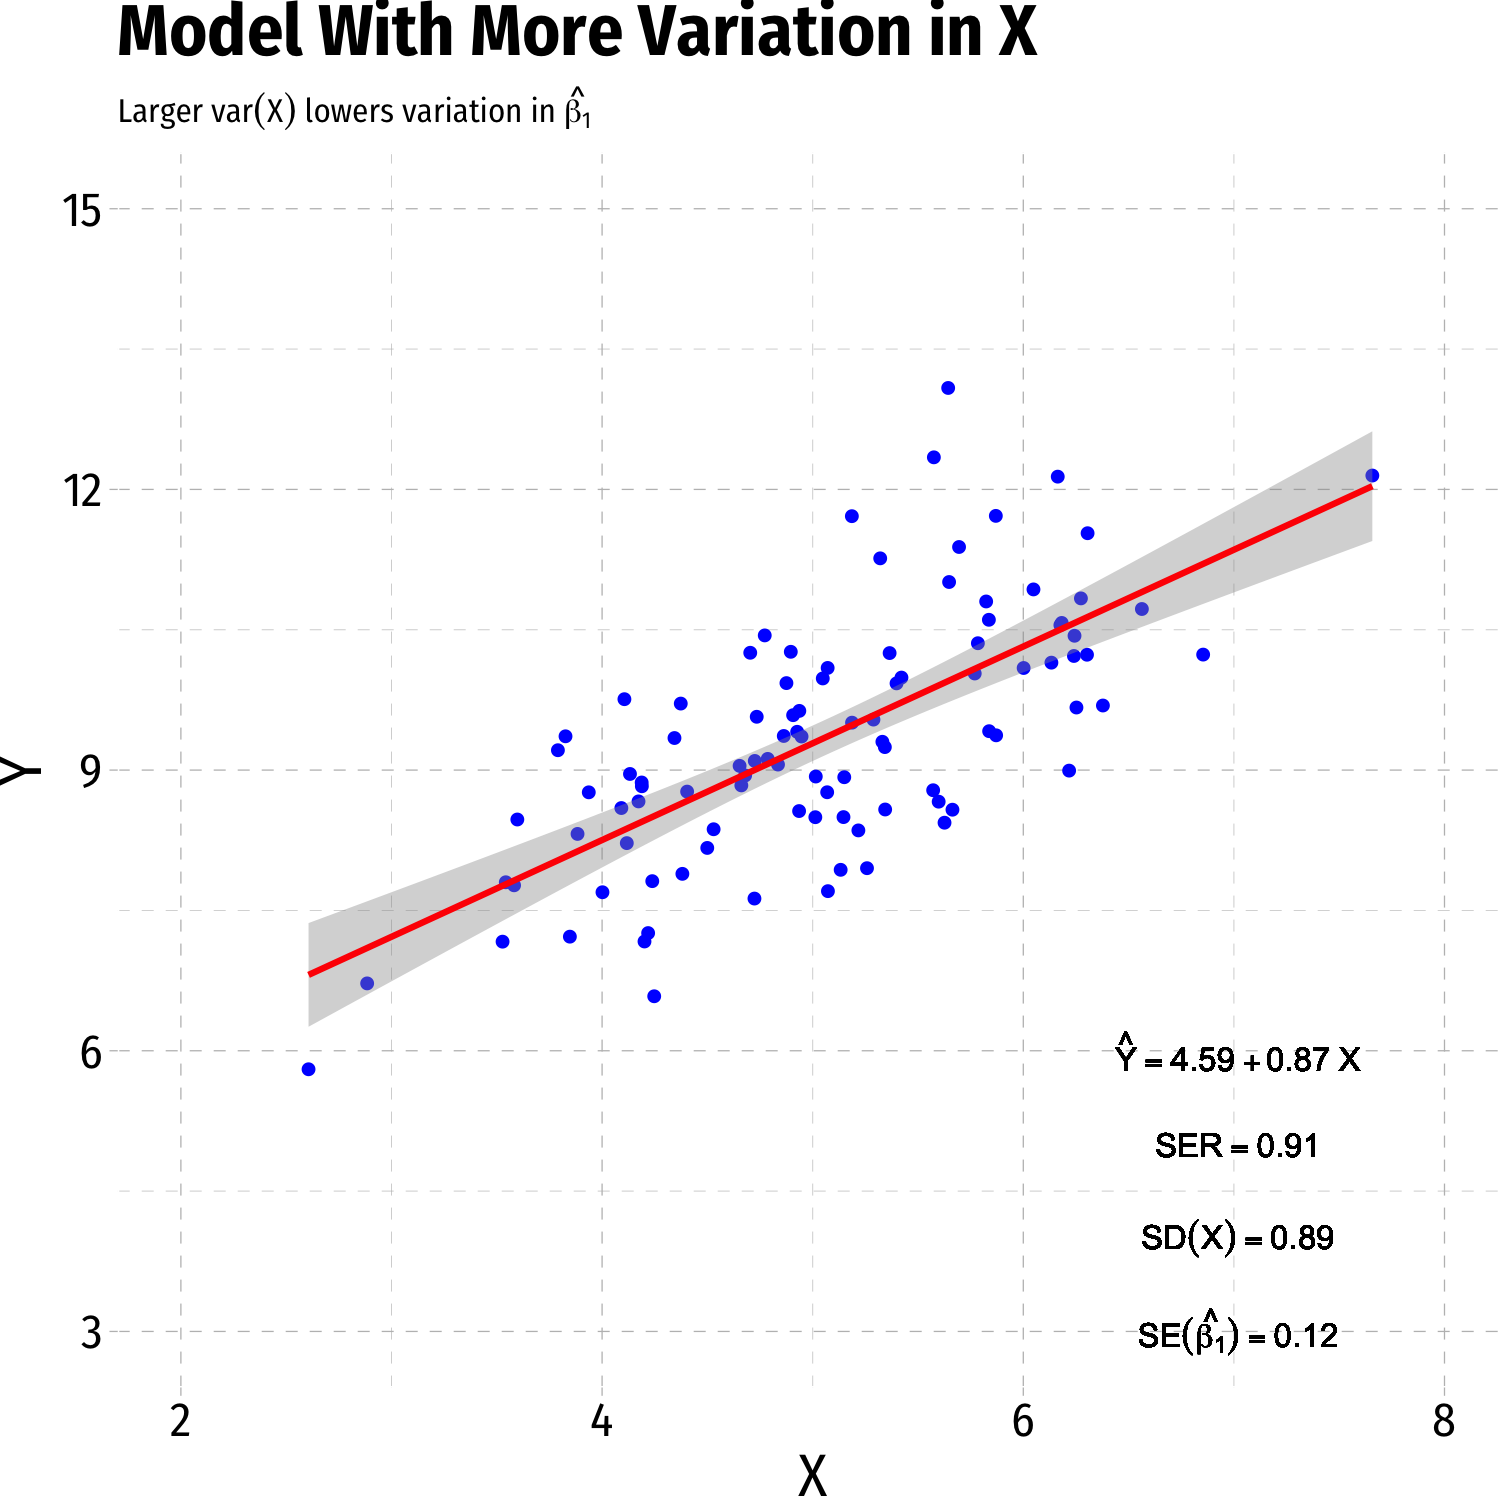 Model With More Variation in X
Larger var(X) lowers variation in β̂₁
15
12
9
6
3
Y
Ŷ = 4.59 + 0.87 X
SER = 0.91
SD(X) = 0.89
SE(β̂₁) = 0.12
2 4 6 8
X